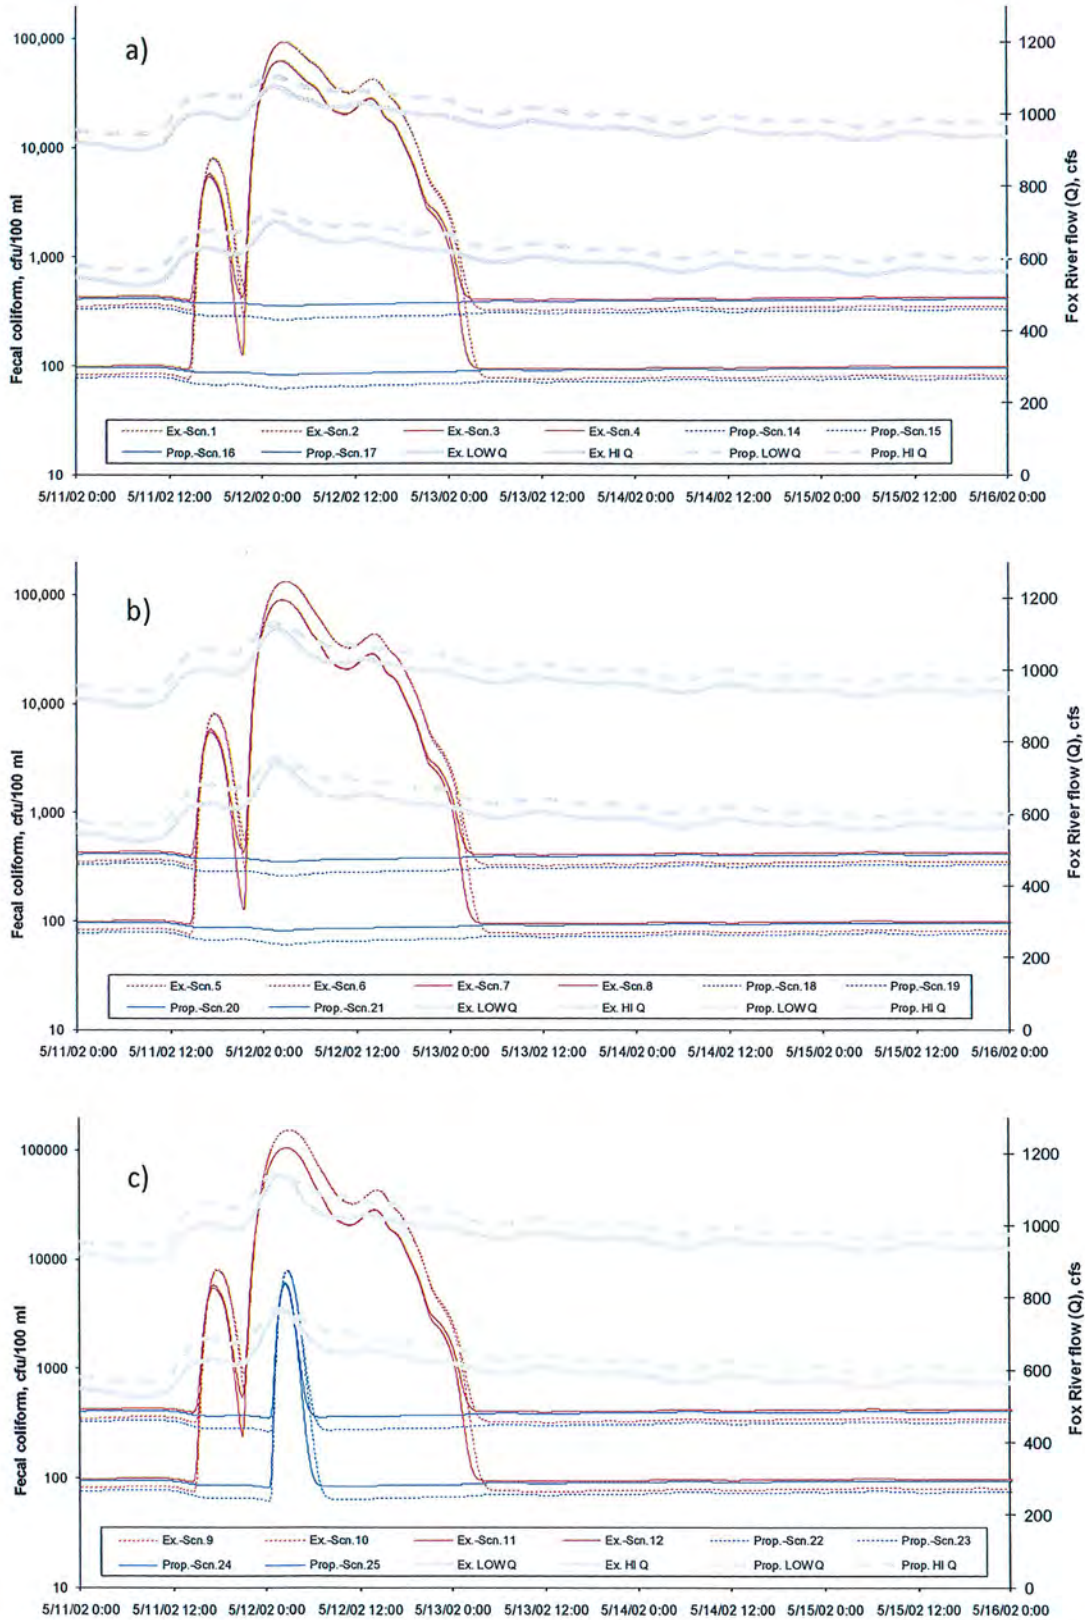 a)
100,000
10,000
1,000
100
10
Fecal coliform, cfu/100 ml
1200
1000
800
600
400
200
0
Fox River flow (Q), cfs
Ex.-Scn.1 Ex.-Scn.2 Ex.-Scn.3 Ex.-Scn.4 Prop.-Scn.14 Prop.-Scn.15
Prop.-Scn.16 Prop.-Scn.17 Ex. LOW Q Ex. HI Q Prop. LOW Q Prop. HI Q
5/11/02 0:00 5/11/02 12:00 5/12/02 0:00 5/12/02 12:00 5/13/02 0:00 5/13/02 12:00 5/14/02 0:00 5/14/02 12:00 5/15/02 0:00 5/15/02 12:00 5/16/02 0:00
b)
100,000
10,000
1,000
100
10
Fecal coliform, cfu/100 ml
1200
1000
800
600
400
200
0
Fox River flow (Q), cfs
Ex.-Scn.5 Ex.-Scn.6 Ex.-Scn.7 Ex.-Scn.8 Prop.-Scn.18 Prop.-Scn.19
Prop.-Scn.20 Prop.-Scn.21 Ex. LOW Q Ex. HI Q Prop. LOW Q Prop. HI Q
5/11/02 0:00 5/11/02 12:00 5/12/02 0:00 5/12/02 12:00 5/13/02 0:00 5/13/02 12:00 5/14/02 0:00 5/14/02 12:00 5/15/02 0:00 5/15/02 12:00 5/16/02 0:00
c)
100000
10000
1000
100
10
Fecal coliform, cfu/100 ml
1200
1000
800
600
400
200
0
Fox River flow (Q), cfs
Ex.-Scn.9 Ex.-Scn.10 Ex.-Scn.11 Ex.-Scn.12 Prop.-Scn.22 Prop.-Scn.23
Prop.-Scn.24 Prop.-Scn.25 Ex. LOW Q Ex. HI Q Prop. LOW Q Prop. HI Q
5/11/02 0:00 5/11/02 12:00 5/12/02 0:00 5/12/02 12:00 5/13/02 0:00 5/13/02 12:00 5/14/02 0:00 5/14/02 12:00 5/15/02 0:00 5/15/02 12:00 5/16/02 0:00